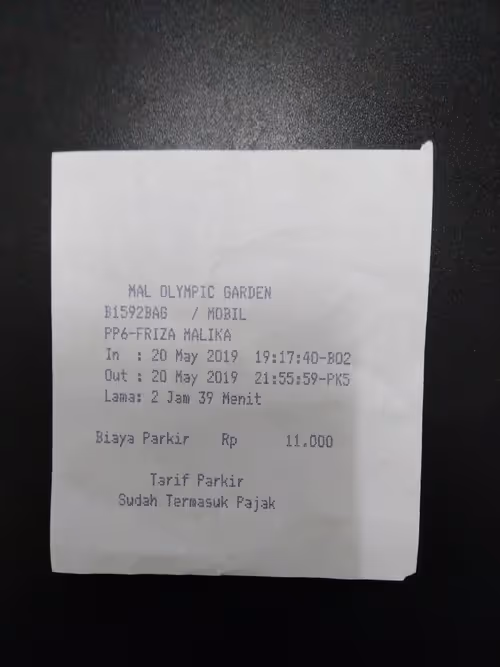 MAL OLYMPIC GARDEN
B1592BAG / MOBIL
PP6-FRIZA MALIKA
In : 20 May 2019 19:17:40-B02
Out : 20 May 2019 21:55:59-PK5
Lama: 2 Jam 39 Menit
Biaya Parkir Rp 11.000
Tarif Parkir
Sudah Termasuk Pajak